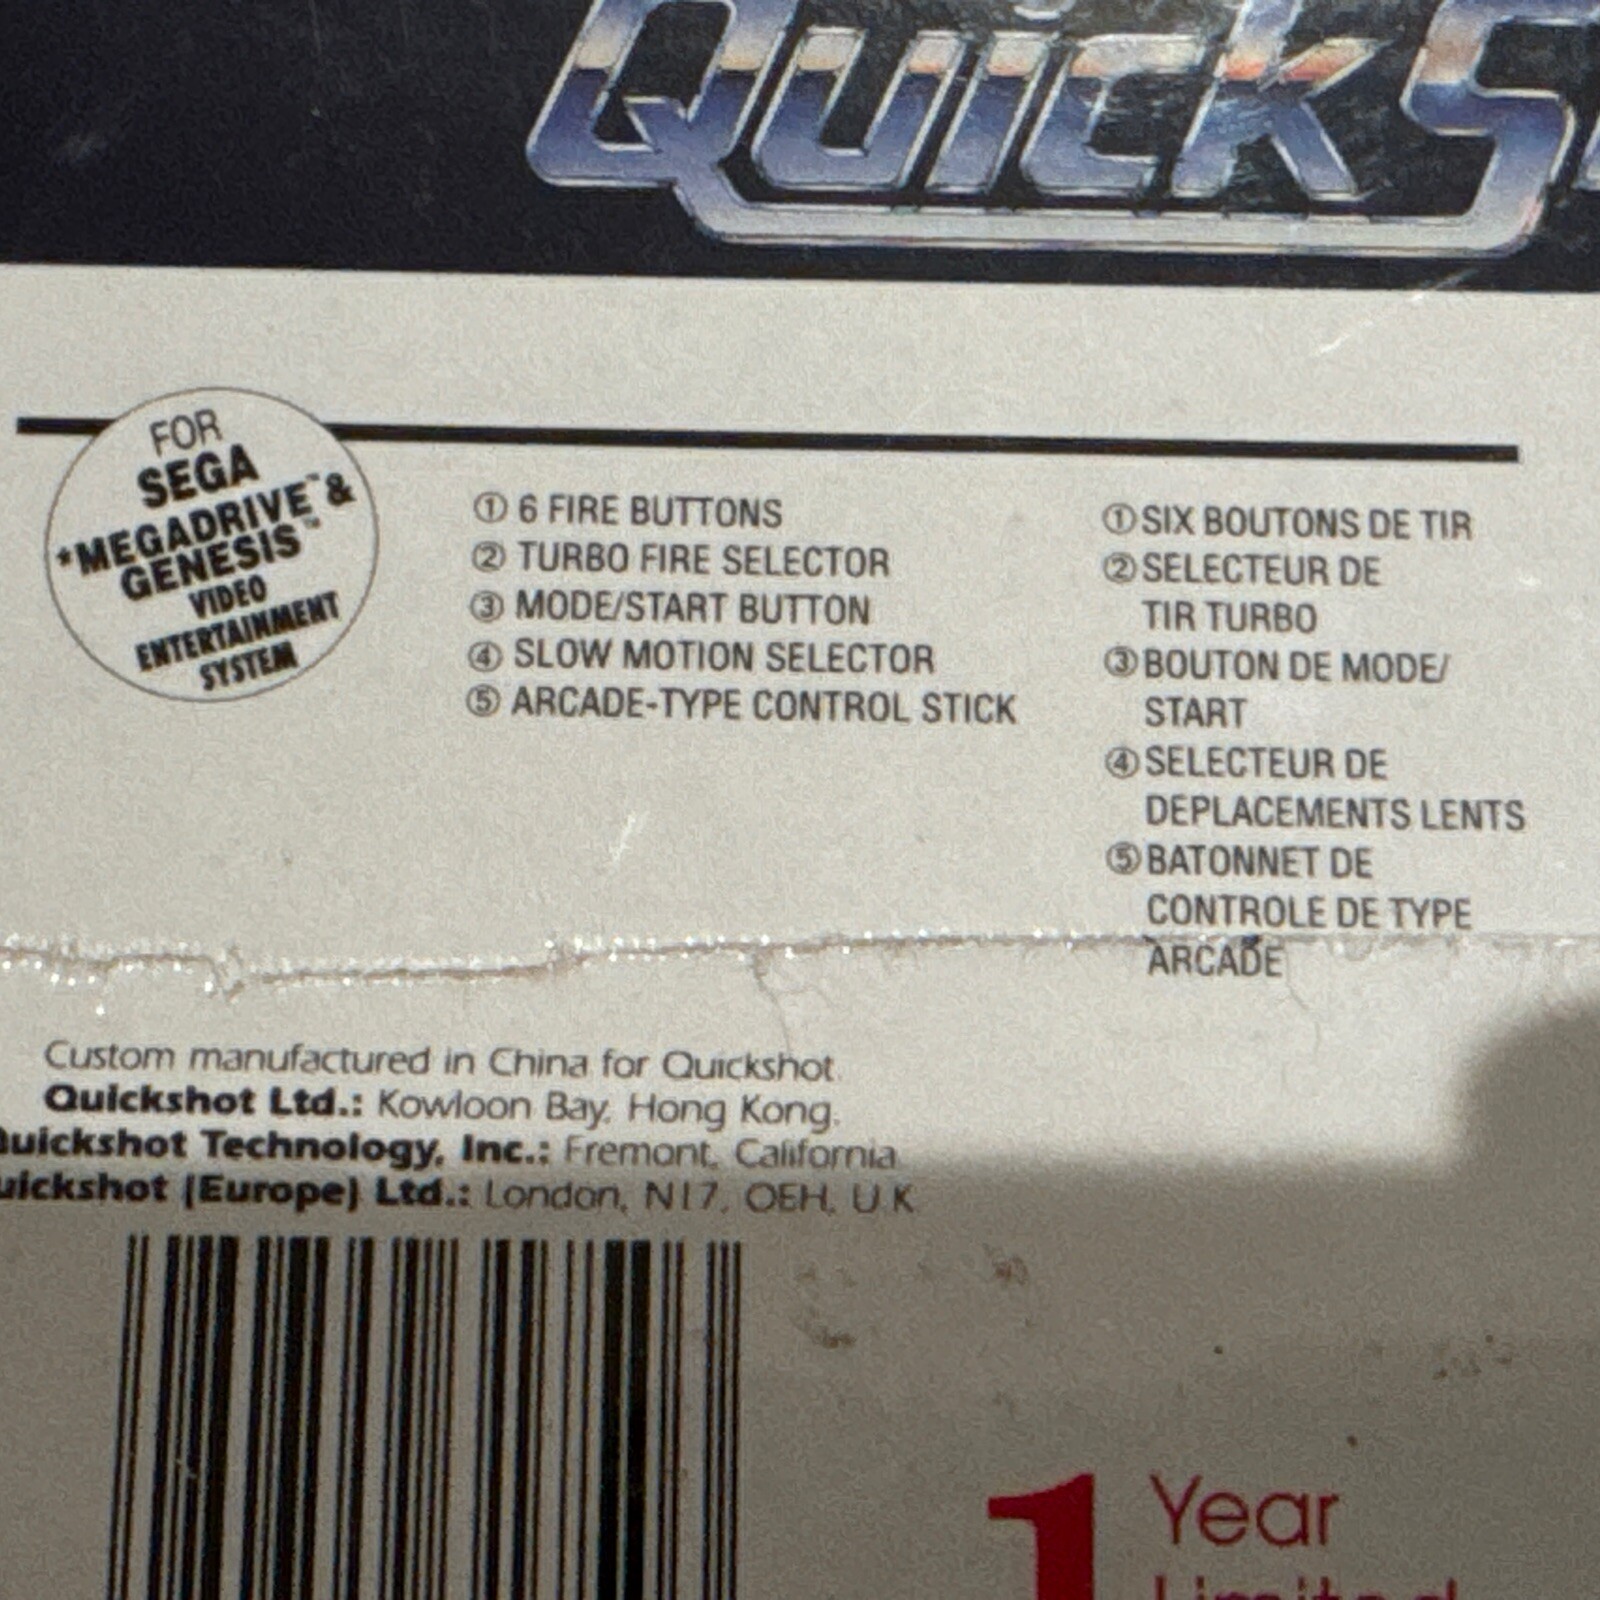 QuickS
FOR
SEGA
*MEGADRIVE™ &
GENESIS™
VIDEO
ENTERTAINMENT
SYSTEM
① 6 FIRE BUTTONS
② TURBO FIRE SELECTOR
③ MODE/START BUTTON
④ SLOW MOTION SELECTOR
⑤ ARCADE-TYPE CONTROL STICK
① SIX BOUTONS DE TIR
② SELECTEUR DE
TIR TURBO
③ BOUTON DE MODE/
START
④ SELECTEUR DE
DEPLACEMENTS LENTS
⑤ BATONNET DE
CONTROLE DE TYPE
ARCADE
Custom manufactured in China for Quickshot.
Quickshot Ltd.: Kowloon Bay, Hong Kong.
Quickshot Technology, Inc.: Fremont, California
uickshot (Europe) Ltd.: London, N17, OEH, U.K
1 Year
Limited